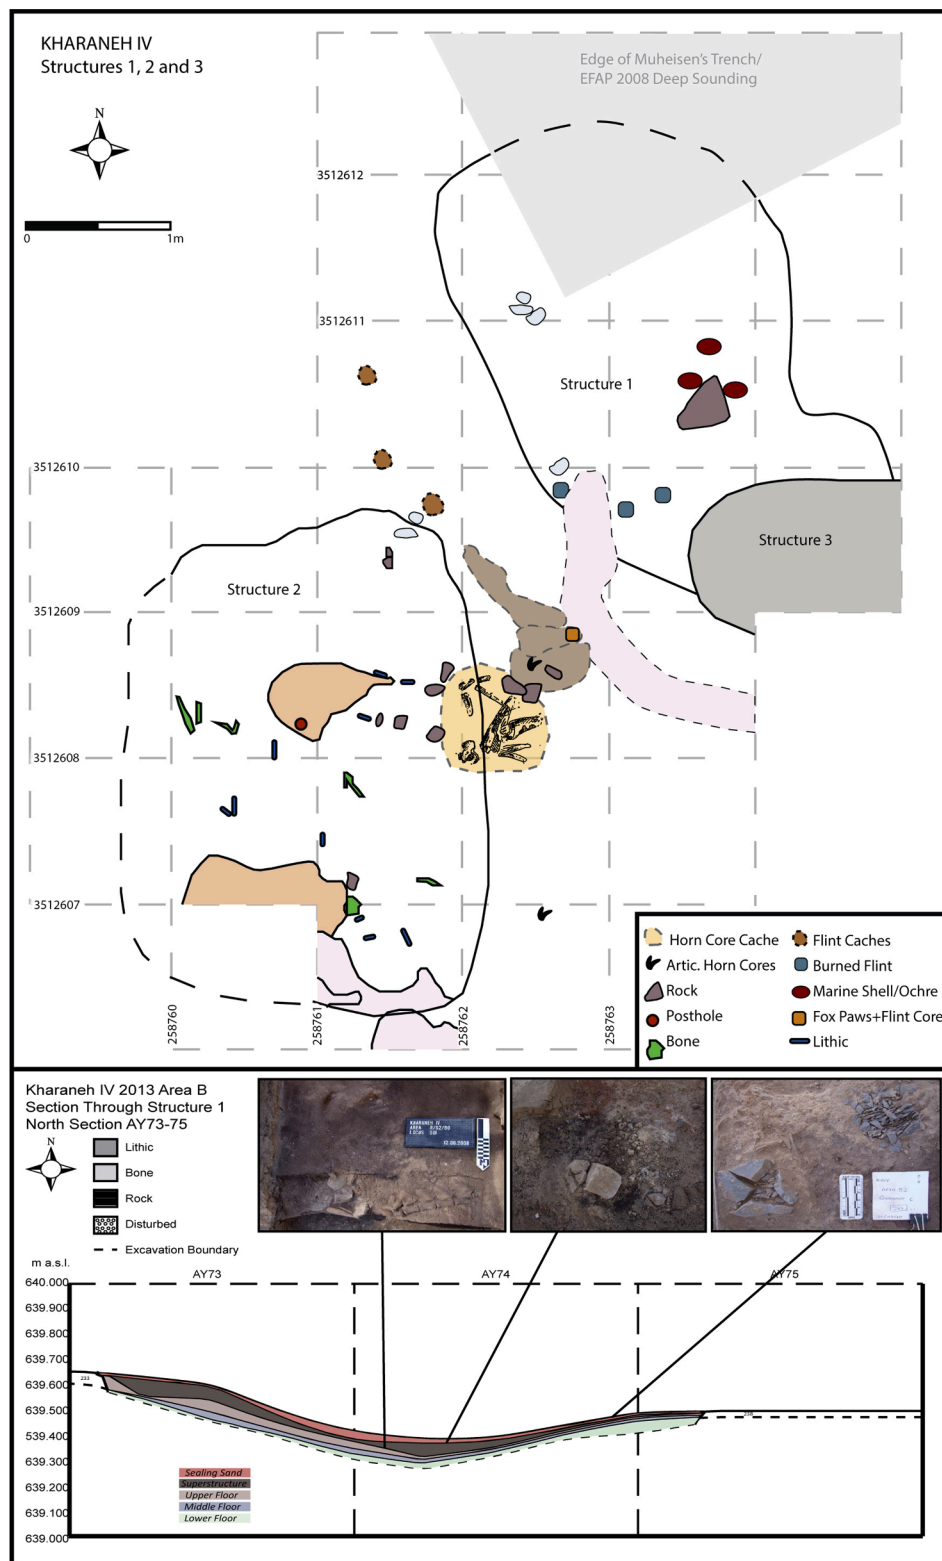 KHARANEH IV
Structures 1, 2 and 3
N
0
1m
Edge of Muheisen's Trench/
EFAP 2008 Deep Sounding
3512612
3512611
Structure 1
3512610
Structure 3
Structure 2
3512609
3512608
3512607
258760
258761
258762
258763
Horn Core Cache
Artic. Horn Cores
Rock
Posthole
Bone
Flint Caches
Burned Flint
Marine Shell/Ochre
Fox Paws+Flint Core
Lithic
Kharaneh IV 2013 Area B
Section Through Structure 1
North Section AY73-75
N
Lithic
Bone
Rock
Disturbed
Excavation Boundary
KHARANEH IV
m a.s.l.
AY73
AY74
AY75
640.000
639.900
639.800
639.700
639.600
639.500
639.400
639.300
639.200
639.100
639.000
233
Sealing Sand
Superstructure
Upper Floor
Middle Floor
Lower Floor